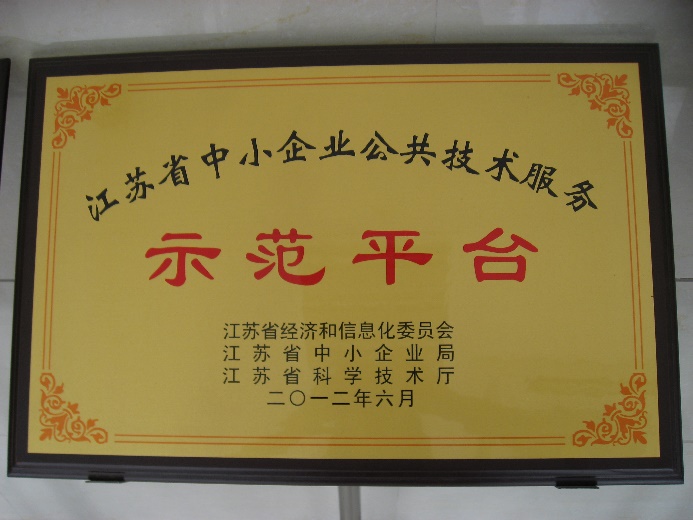 江苏省中小企业公共技术服务
示范平台
江苏省经济和信息化委员会
江苏省中小企业局
江苏省科学技术厅
二〇一二年六月